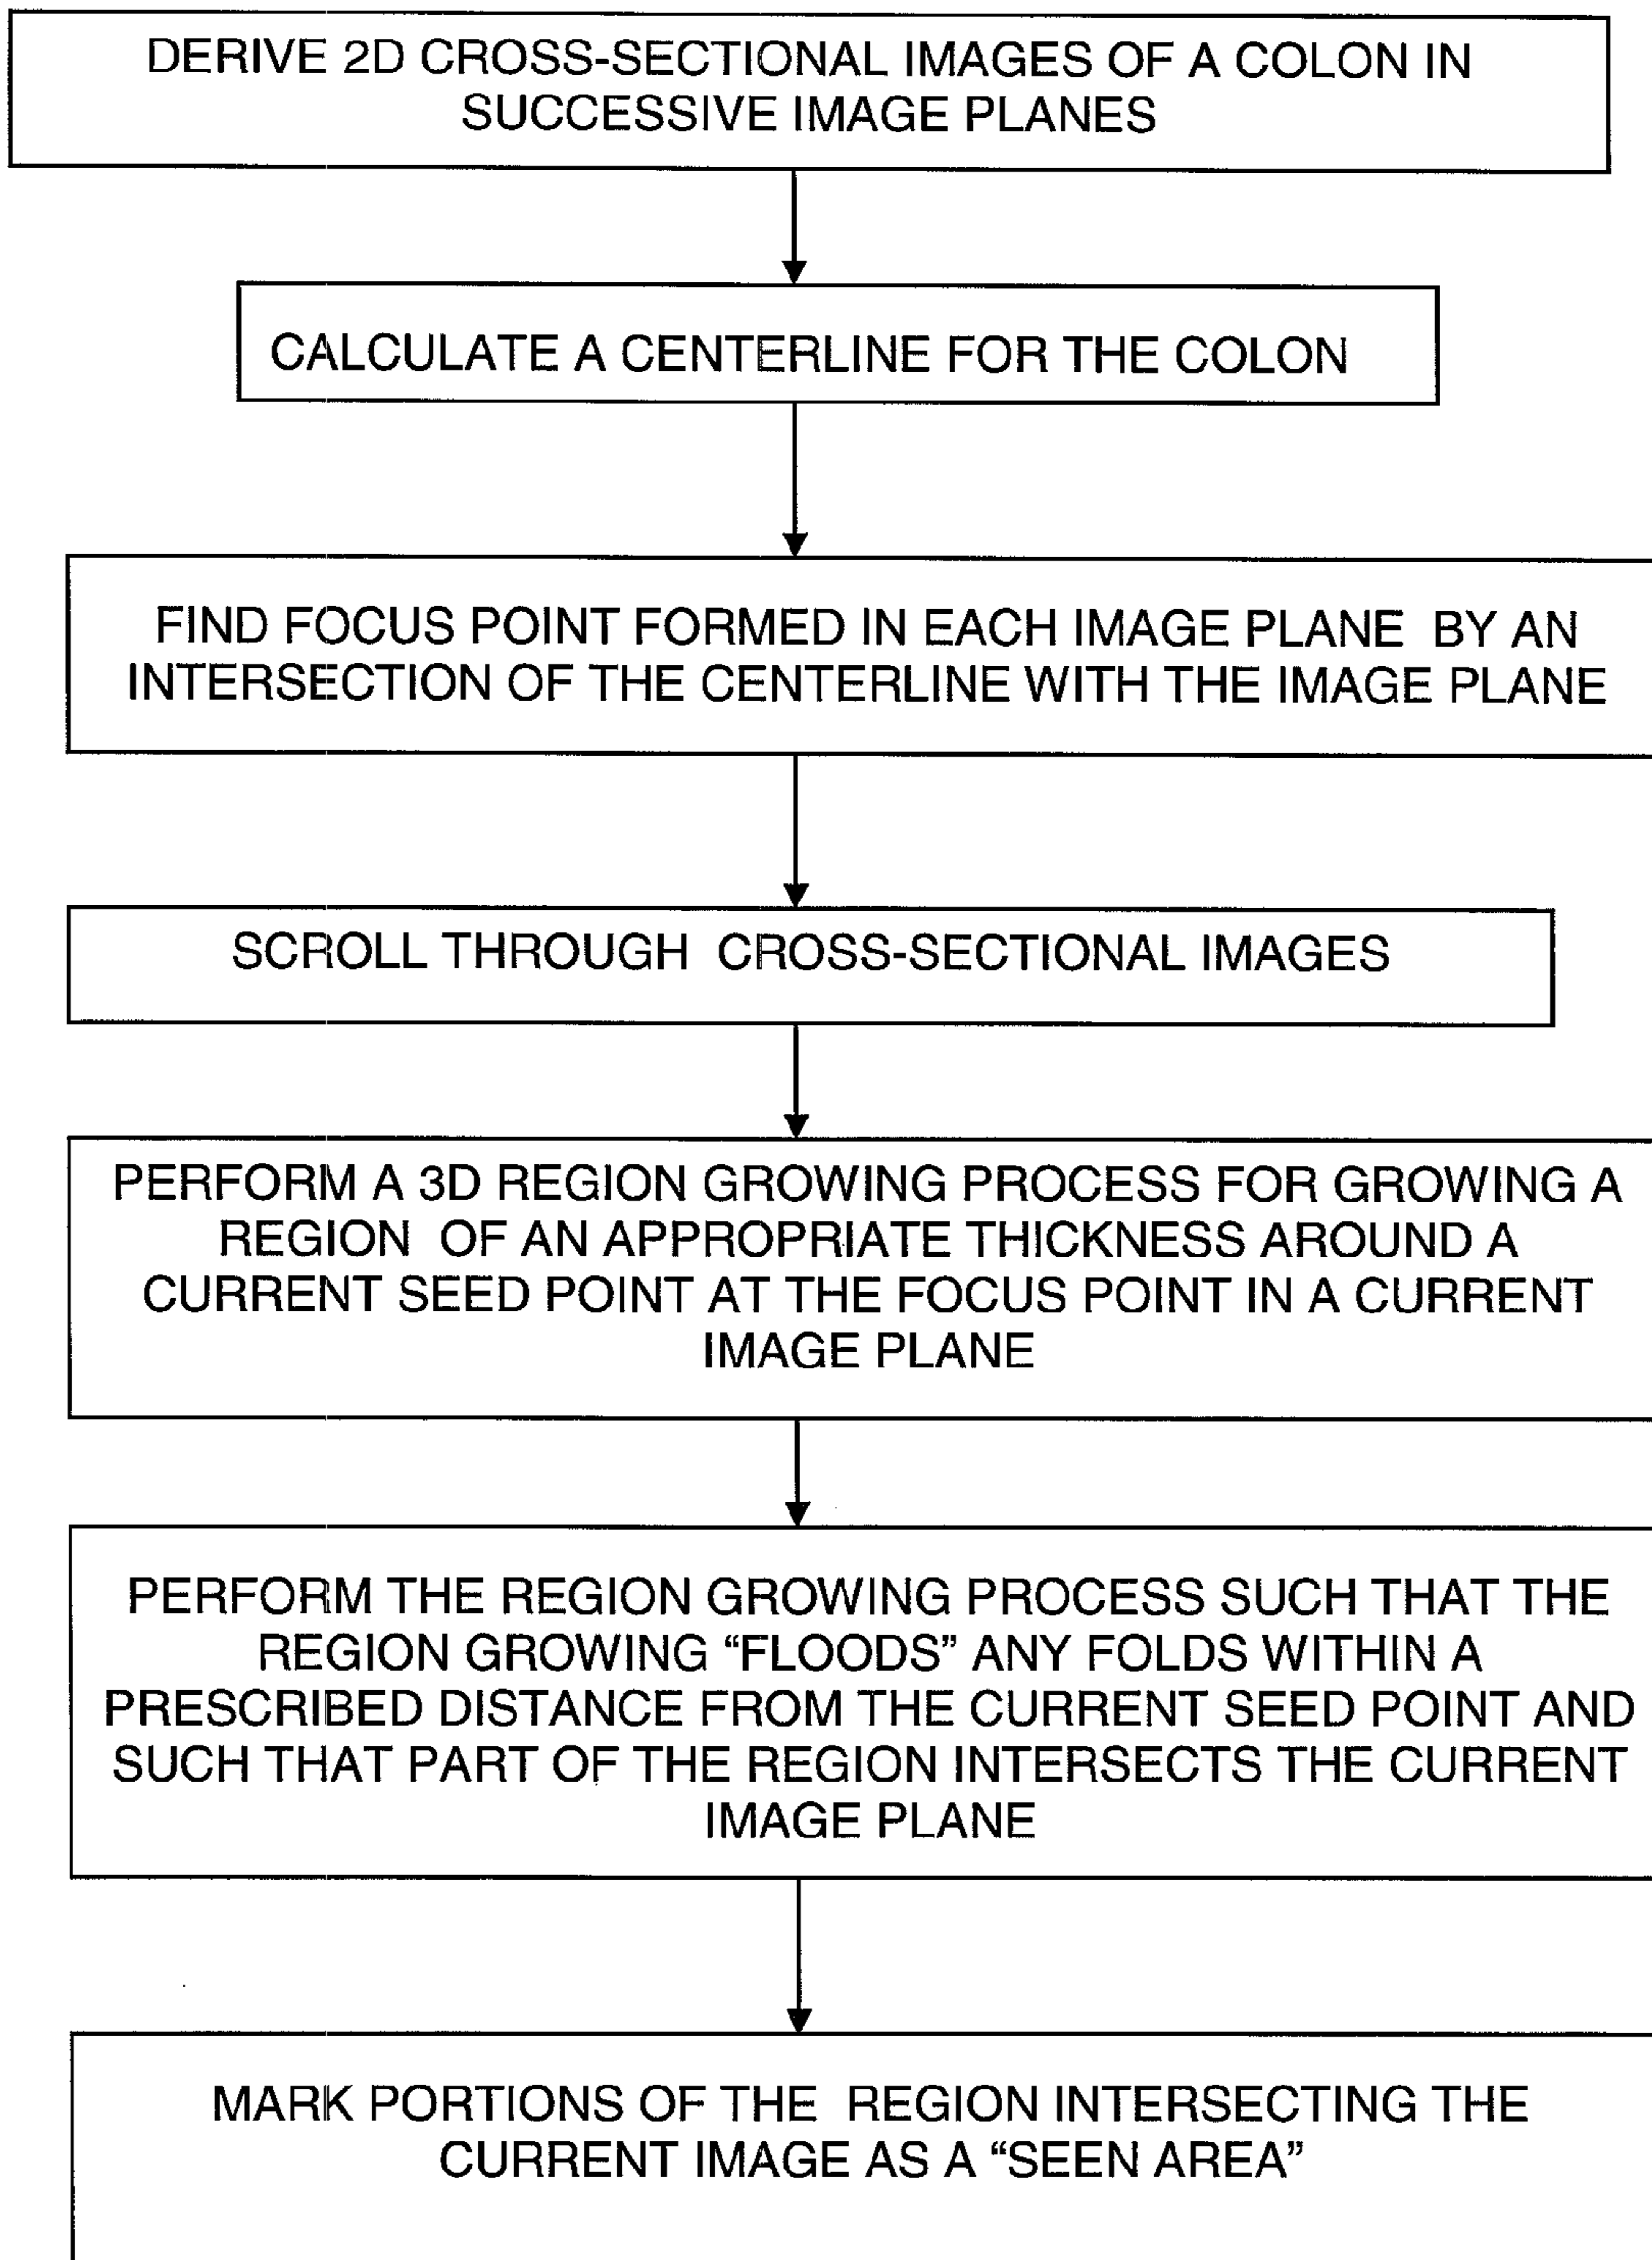 DERIVE 2D CROSS-SECTIONAL IMAGES OF A COLON IN
SUCCESSIVE IMAGE PLANES
CALCULATE A CENTERLINE FOR THE COLON
FIND FOCUS POINT FORMED IN EACH IMAGE PLANE BY AN
INTERSECTION OF THE CENTERLINE WITH THE IMAGE PLANE
SCROLL THROUGH CROSS-SECTIONAL IMAGES
PERFORM A 3D REGION GROWING PROCESS FOR GROWING A
REGION OF AN APPROPRIATE THICKNESS AROUND A
CURRENT SEED POINT AT THE FOCUS POINT IN A CURRENT
IMAGE PLANE
PERFORM THE REGION GROWING PROCESS SUCH THAT THE
REGION GROWING “FLOODS” ANY FOLDS WITHIN A
PRESCRIBED DISTANCE FROM THE CURRENT SEED POINT AND
SUCH THAT PART OF THE REGION INTERSECTS THE CURRENT
IMAGE PLANE
MARK PORTIONS OF THE REGION INTERSECTING THE
CURRENT IMAGE AS A “SEEN AREA”